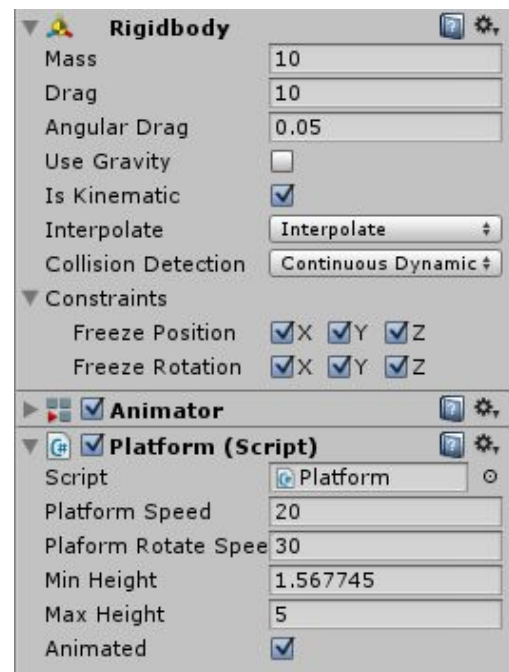 Rigidbody
Mass 10
Drag 10
Angular Drag 0.05
Use Gravity
Is Kinematic
Interpolate Interpolate
Collision Detection Continuous Dynamic
Constraints
Freeze Position X Y Z
Freeze Rotation X Y Z
Animator
Platform (Script)
Script Platform
Platform Speed 20
Plaform Rotate Spee 30
Min Height 1.567745
Max Height 5
Animated